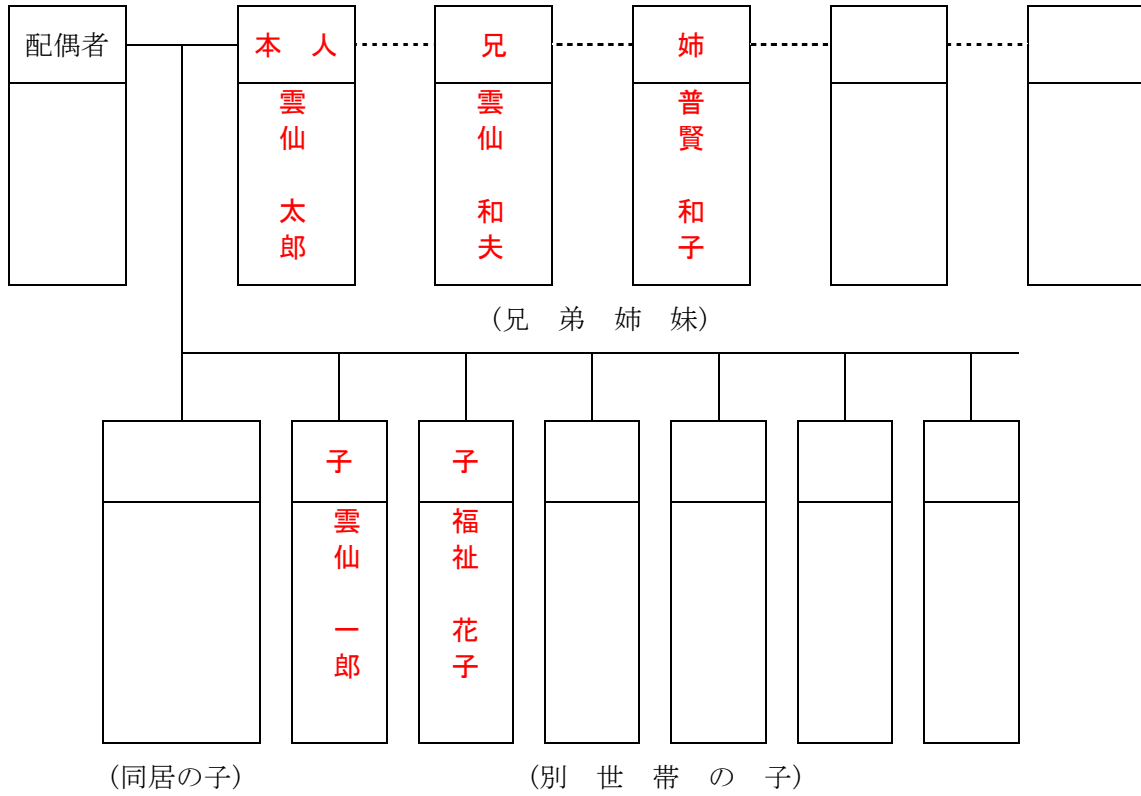 配偶者
本 人
兄
姉
雲仙 太郎
雲仙 和夫
普賢 和子
(兄 弟 姉 妹)
子
子
雲仙 一郎
福祉 花子
(同居の子)
(別 世 帯 の 子)